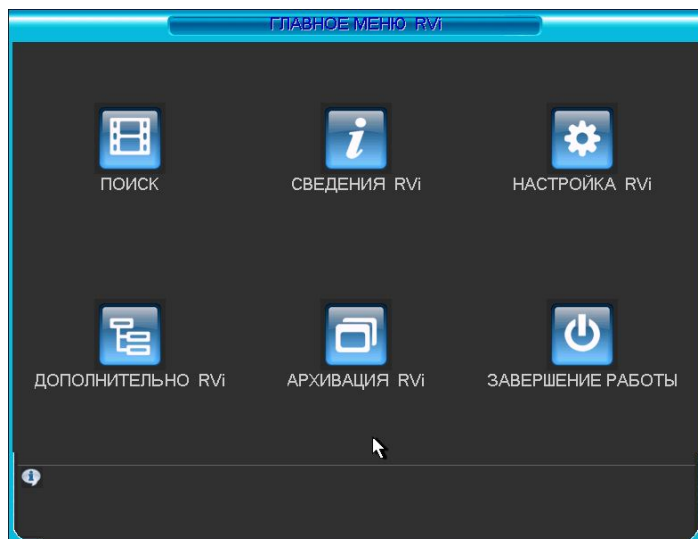 ГЛАВНОЕ МЕНЮ RVi
ПОИСК
СВЕДЕНИЯ RVi
НАСТРОЙКА RVi
ДОПОЛНИТЕЛЬНО RVi
АРХИВАЦИЯ RVi
ЗАВЕРШЕНИЕ РАБОТЫ